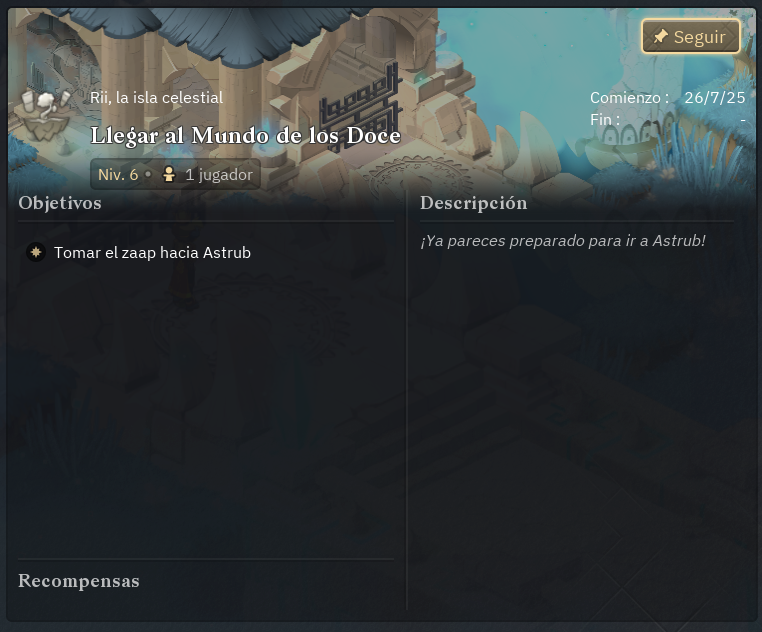 Seguir
Rii, la isla celestial
Comienzo : 26/7/25
Fin : -
Llegar al Mundo de los Doce
Niv. 6 • 1 jugador
Objetivos
Descripción
Tomar el zaap hacia Astrub
¡Ya pareces preparado para ir a Astrub!
Recompensas